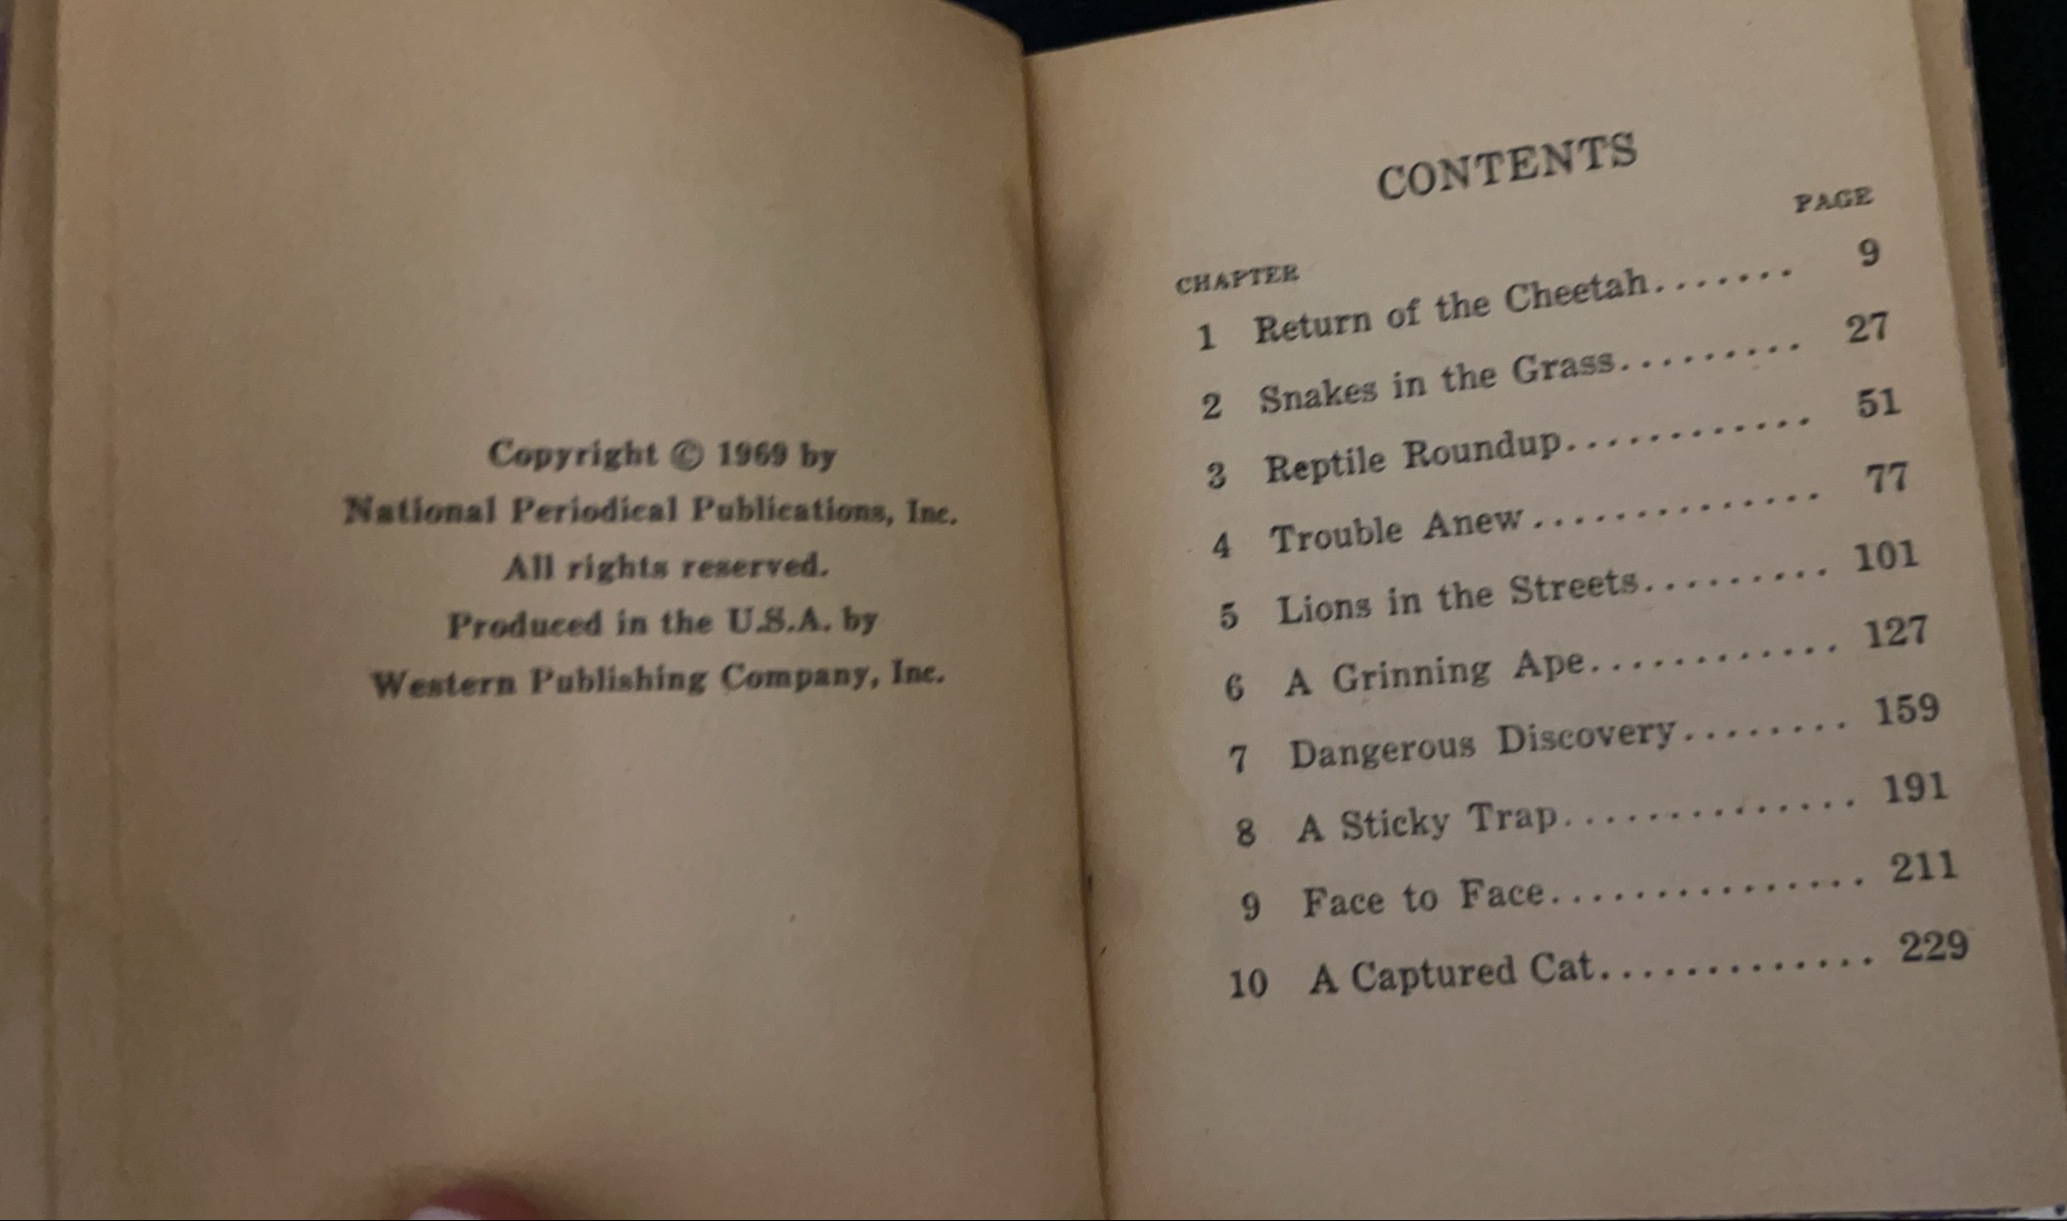 Copyright © 1969 by
National Periodical Publications, Inc.
All rights reserved.
Produced in the U.S.A. by
Western Publishing Company, Inc.
CONTENTS
PAGE
CHAPTER
1 Return of the Cheetah....... 9
2 Snakes in the Grass......... 27
3 Reptile Roundup............ 51
4 Trouble Anew.............. 77
5 Lions in the Streets......... 101
6 A Grinning Ape............ 127
7 Dangerous Discovery........ 159
8 A Sticky Trap.............. 191
9 Face to Face............... 211
10 A Captured Cat............. 229